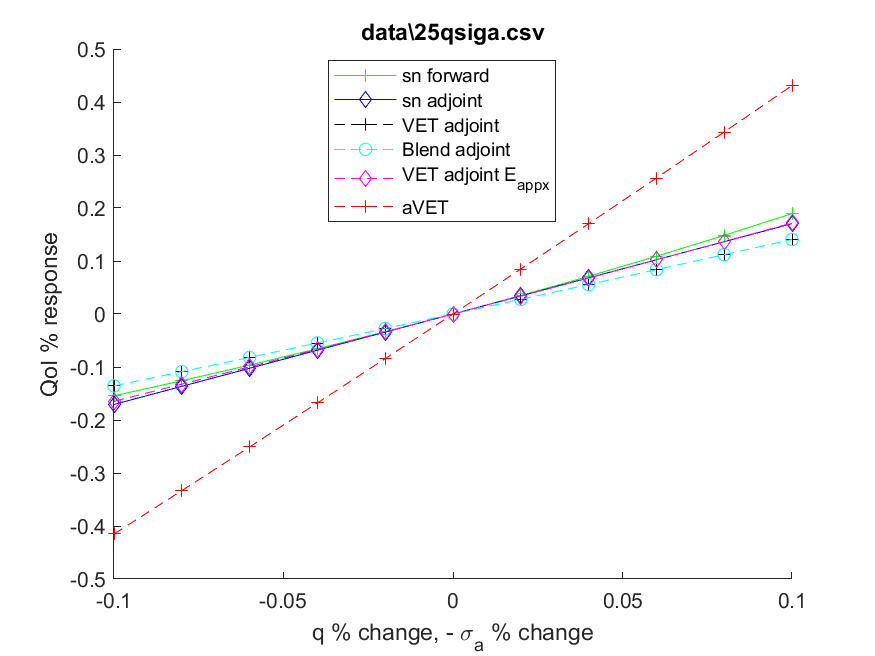 data\25qsiga.csv
0.5
0.4
0.3
0.2
0.1
0
-0.1
-0.2
-0.3
-0.4
-0.5
QoI % response
sn forward
sn adjoint
VET adjoint
Blend adjoint
VET adjoint E_appx
aVET
-0.1 -0.05 0 0.05 0.1
q % change, - σ_a % change